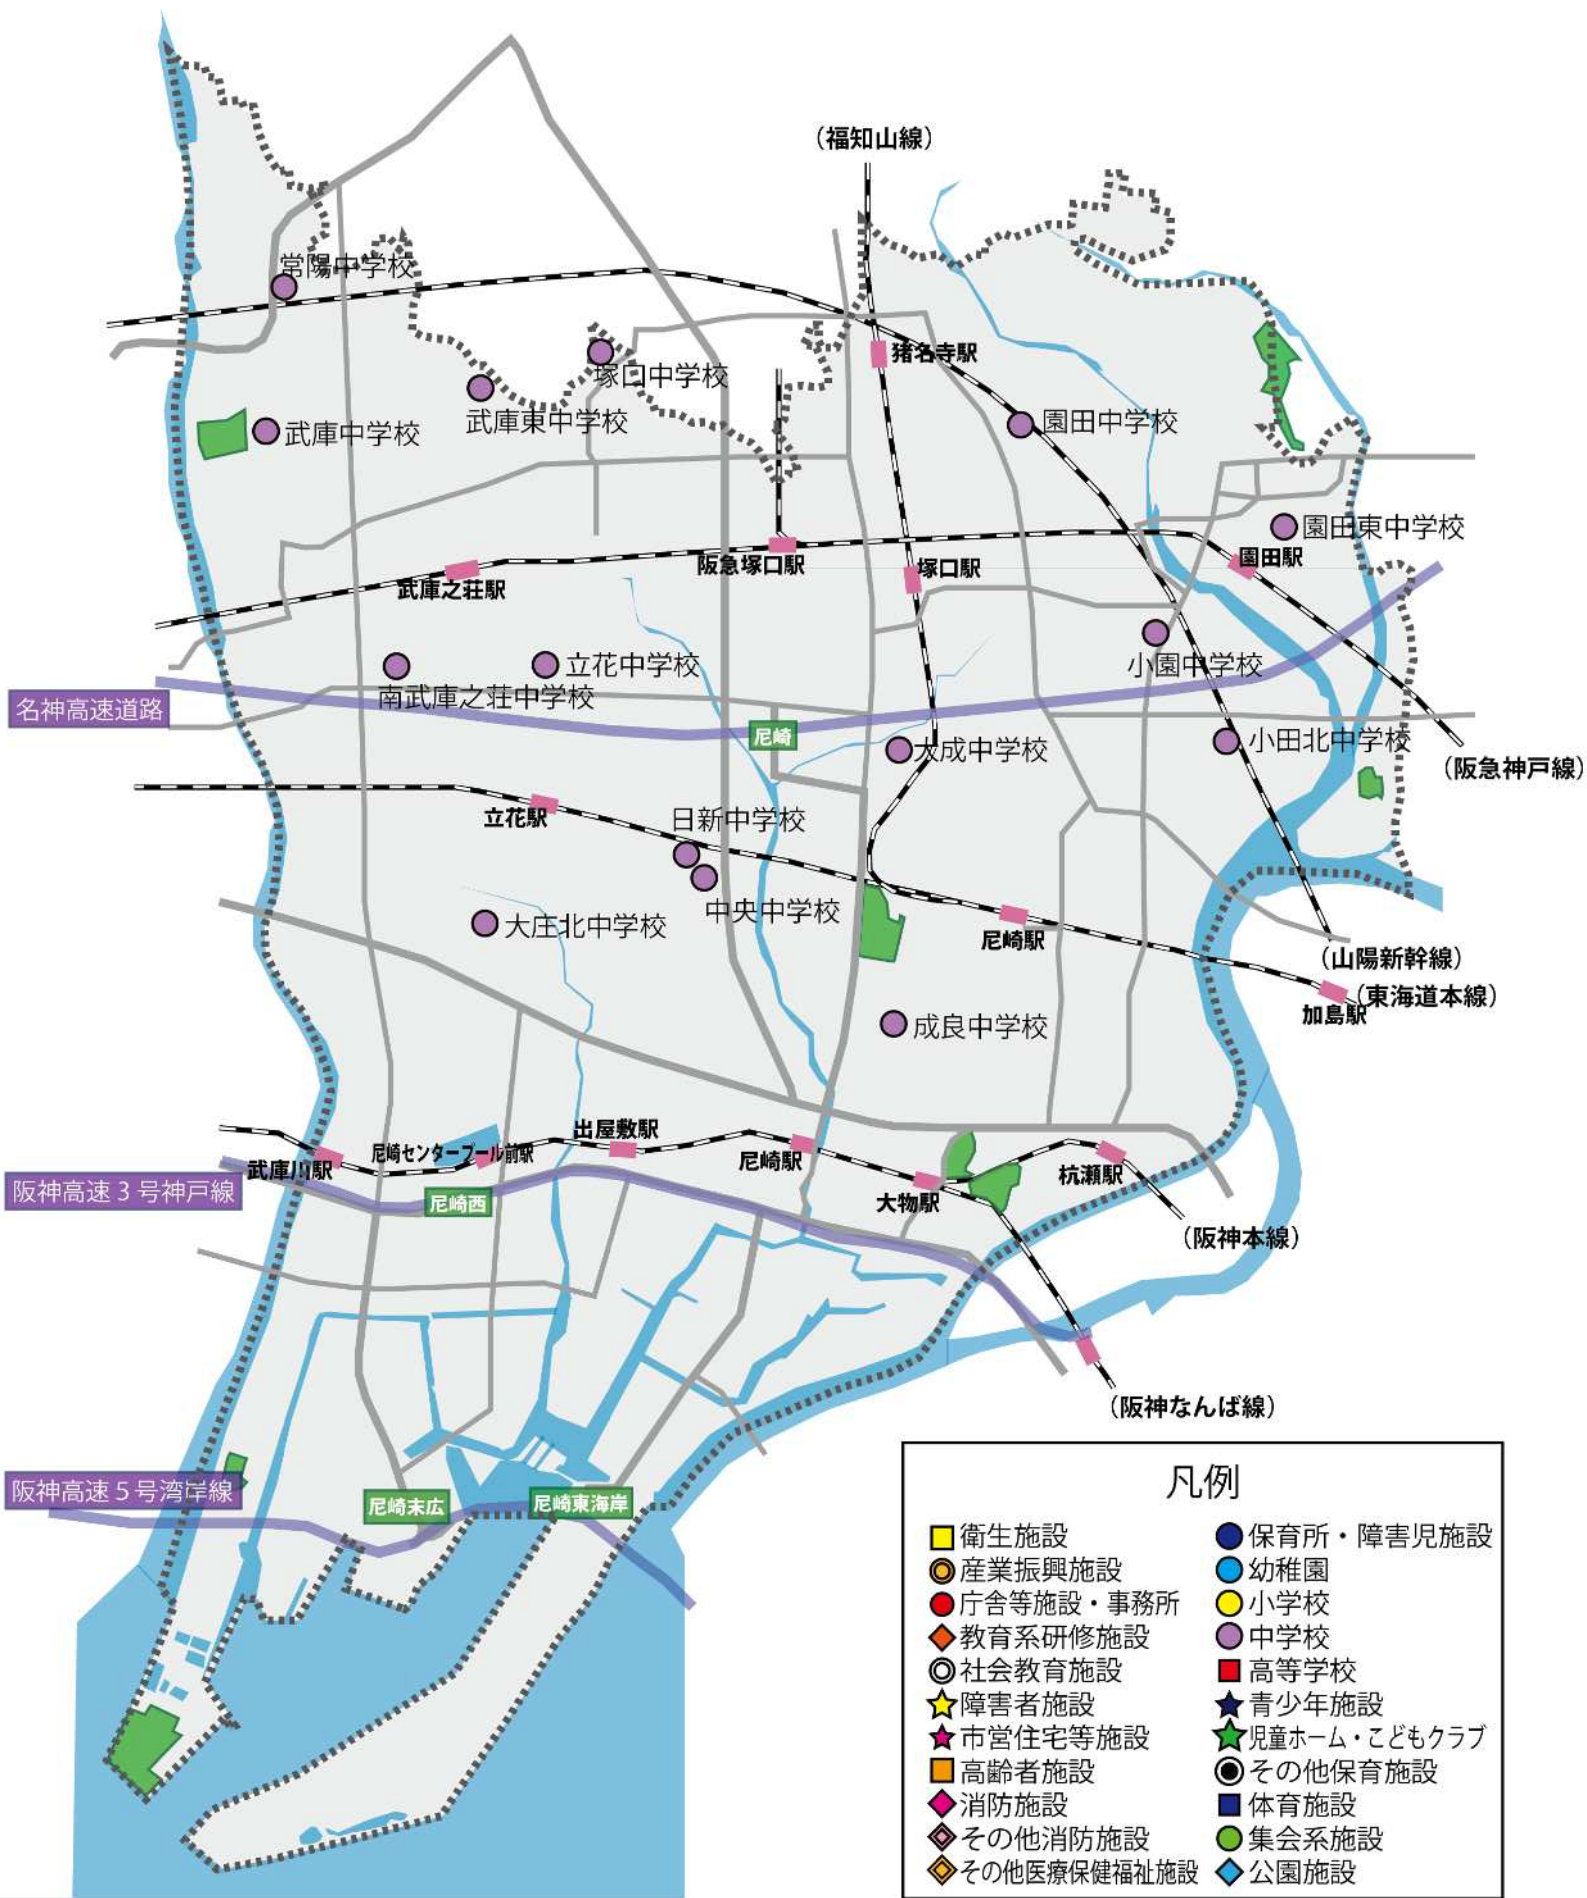 （福知山線）
常陽中学校
猪名寺駅
塚口中学校
武庫東中学校
武庫中学校
園田中学校
園田東中学校
園田駅
阪急塚口駅
塚口駅
武庫之荘駅
立花中学校
小園中学校
南武庫之荘中学校
名神高速道路
尼崎
大成中学校
小田北中学校
（阪急神戸線）
立花駅
日新中学校
中央中学校
大庄北中学校
尼崎駅
（山陽新幹線）
（東海道本線）
加島駅
成良中学校
出屋敷駅
尼崎センタープール前駅
尼崎駅
武庫川駅
杭瀬駅
阪神高速３号神戸線
尼崎西
大物駅
（阪神本線）
（阪神なんば線）
阪神高速５号湾岸線
尼崎末広
尼崎東海岸
凡例
衛生施設
産業振興施設
庁舎等施設・事務所
教育系研修施設
社会教育施設
障害者施設
市営住宅等施設
高齢者施設
消防施設
その他消防施設
その他医療保健福祉施設
保育所・障害児施設
幼稚園
小学校
中学校
高等学校
青少年施設
児童ホーム・こどもクラブ
その他保育施設
体育施設
集会系施設
公園施設